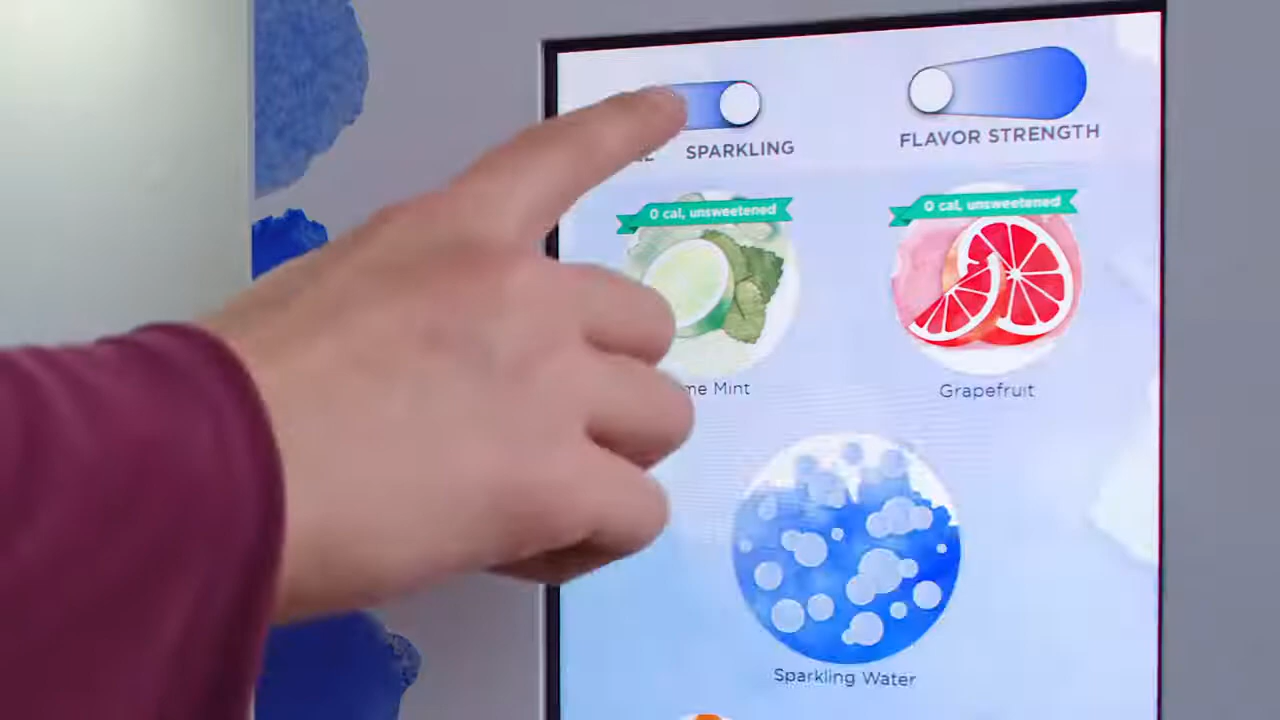 SPARKLING
FLAVOR STRENGTH
0 cal, unsweetened
0 cal, unsweetened
Mint
Grapefruit
Sparkling Water